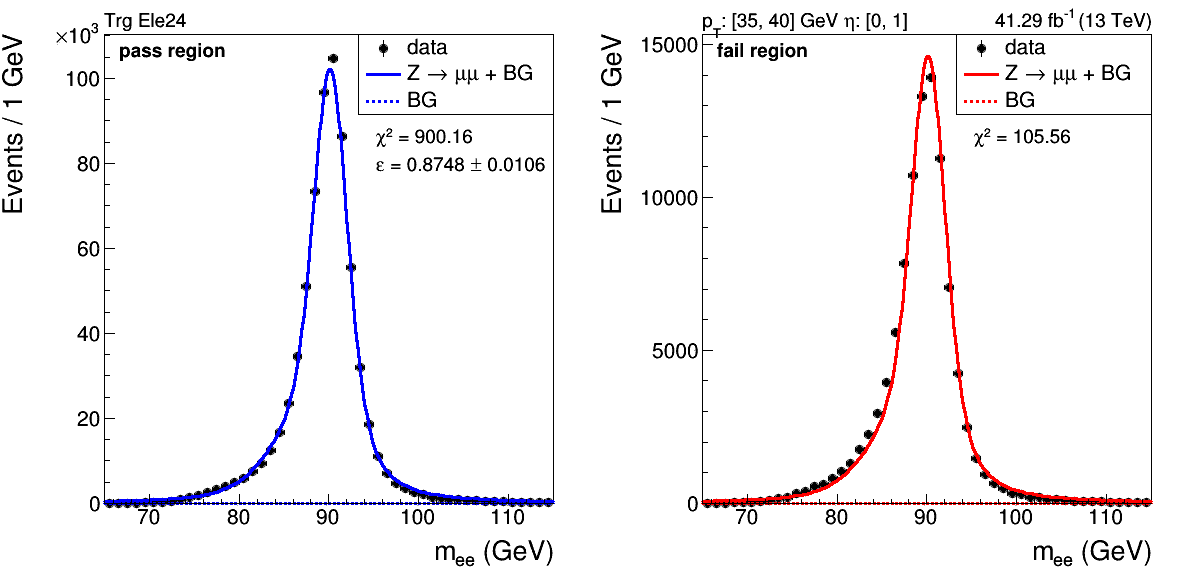 Trg Ele24
×10³
pass region
data
Z → μμ + BG
BG
χ² = 900.16
ε = 0.8748 ± 0.0106
Events / 1 GeV
100
80
60
40
20
0
70 80 90 100 110
m_ee (GeV)
p_T: [35, 40] GeV η: [0, 1]
41.29 fb⁻¹ (13 TeV)
fail region
data
Z → μμ + BG
BG
χ² = 105.56
Events / 1 GeV
15000
10000
5000
0
70 80 90 100 110
m_ee (GeV)